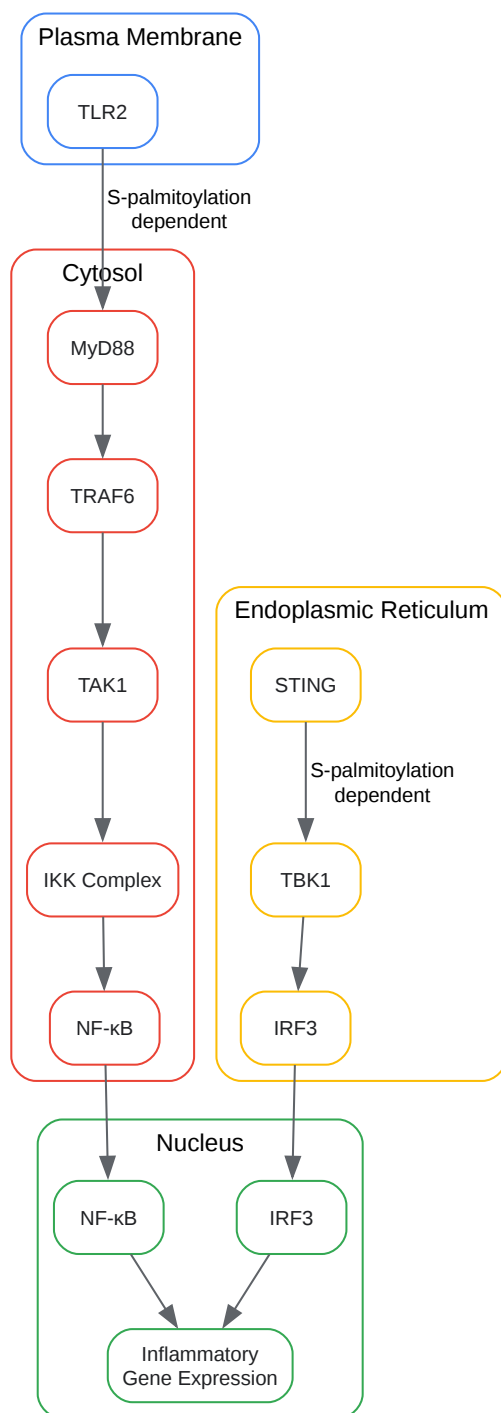 Plasma Membrane
TLR2
S-palmitoylation
dependent
Cytosol
MyD88
TRAF6
TAK1
IKK Complex
NF-κB
Endoplasmic Reticulum
STING
S-palmitoylation
dependent
TBK1
IRF3
Nucleus
NF-κB
IRF3
Inflammatory
Gene Expression